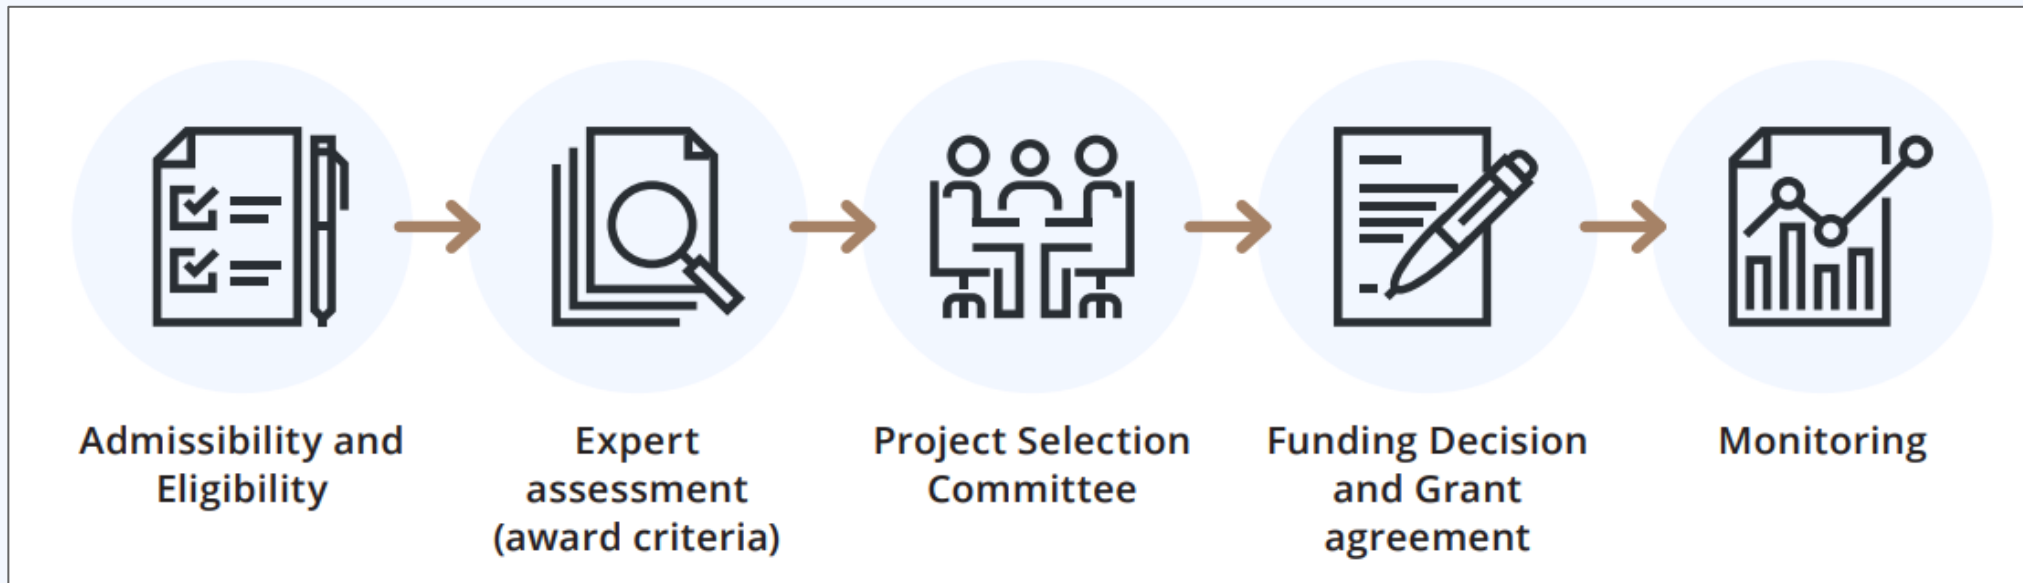 Admissibility and
Eligibility
Expert
assessment
(award criteria)
Project Selection
Committee
Funding Decision
and Grant
agreement
Monitoring